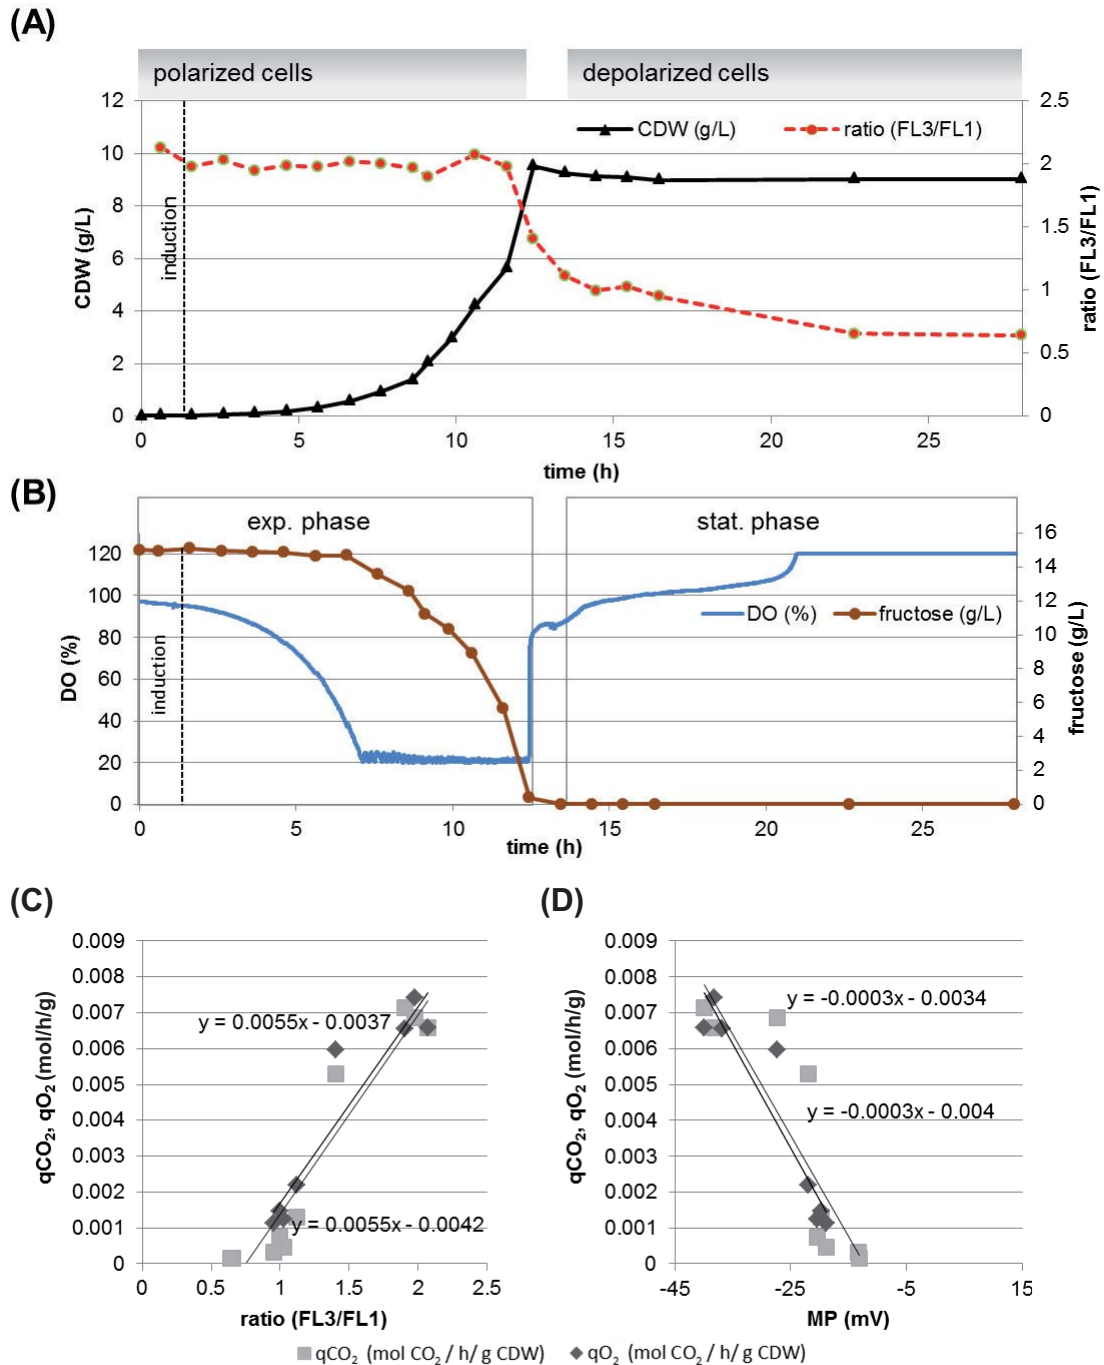 (A)
polarized cells
depolarized cells
12
10
8
6
4
2
0
CDW (g/L)
induction
CDW (g/L)
ratio (FL3/FL1)
2.5
2
1.5
1
0.5
0
ratio (FL3/FL1)
0
5
10
15
20
25
time (h)
(B)
exp. phase
stat. phase
120
100
80
60
40
20
0
DO (%)
induction
DO (%)
fructose (g/L)
16
14
12
10
8
6
4
2
0
fructose (g/L)
0
5
10
15
20
25
time (h)
(C)
0.009
0.008
0.007
0.006
0.005
0.004
0.003
0.002
0.001
0
qCO₂, qO₂ (mol/h/g)
y = 0.0055x - 0.0037
y = 0.0055x - 0.0042
0
0.5
1
1.5
2
2.5
ratio (FL3/FL1)
(D)
0.009
0.008
0.007
0.006
0.005
0.004
0.003
0.002
0.001
0
qCO₂, qO₂ (mol/h/g)
y = -0.0003x - 0.0034
y = -0.0003x - 0.004
-45
-25
-5
15
MP (mV)
qCO₂ (mol CO₂ / h/ g CDW)
qO₂ (mol CO₂ / h/ g CDW)